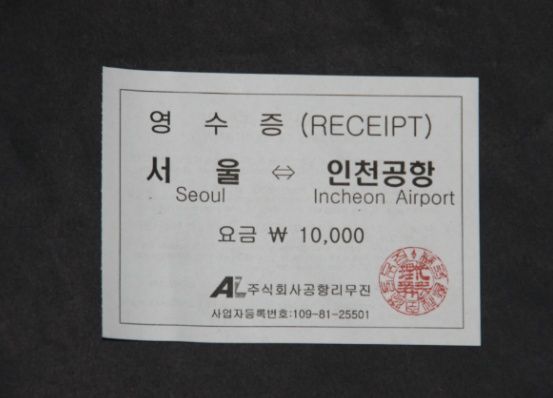 영 수 증 (RECEIPT)
서 울 ⇔ 인천공항
Seoul Incheon Airport
요금 ₩ 10,000
AL 주식회사공항리무진
사업자등록번호:109-81-25501